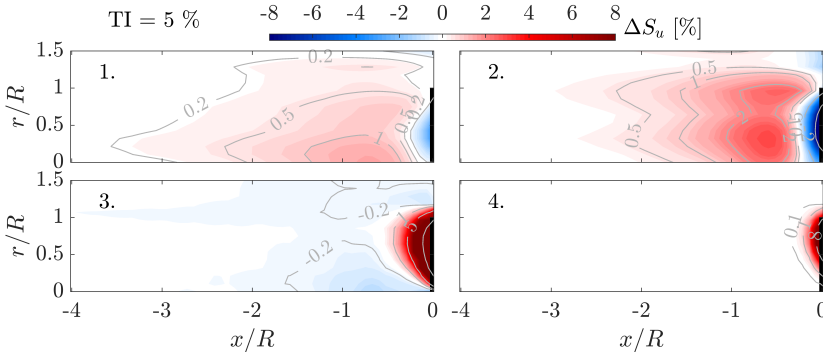 TI = 5 %
-8 -6 -4 -2 0 2 4 6 8 ΔS_u [%]
1.5 1 0.5 0 r/R 1. 0.2 0.2 0.5 1 0.5 0.2
2. 0.5 1 0.5
1.5 1 0.5 0 r/R 3. -0.2 -0.2 5
4. 0.1 1 8
-4 -3 -2 -1 0 -4 -3 -2 -1 0
x/R x/R